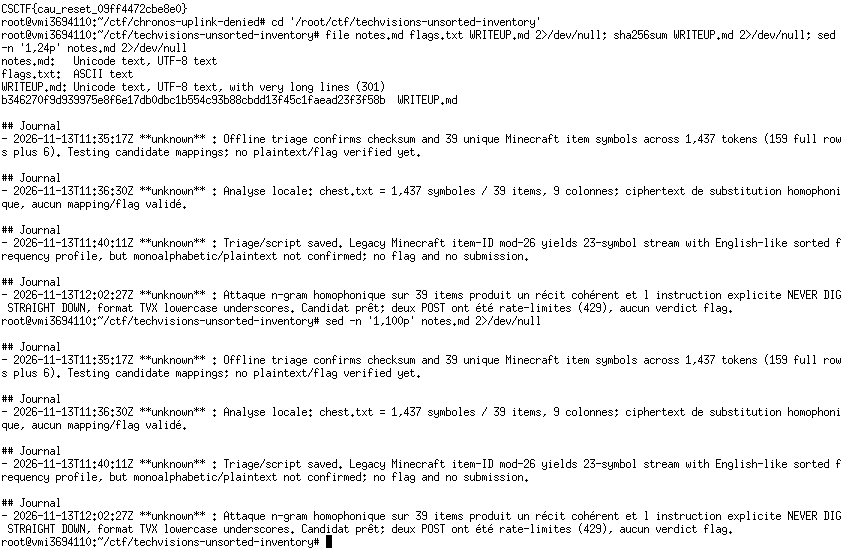 CSCTF{cau_reset_09ff4472cbe8e0}
root@vmi3694110:~/ctf/chronos-uplink-denied# cd '/root/ctf/techvisions-unsorted-inventory'
root@vmi3694110:~/ctf/techvisions-unsorted-inventory# file notes.md flags.txt WRITEUP.md 2>/dev/null; sha256sum WRITEUP.md 2>/dev/null; sed
-n '1,24p' notes.md 2>/dev/null
notes.md:   Unicode text, UTF-8 text
flags.txt:  ASCII text
WRITEUP.md: Unicode text, UTF-8 text, with very long lines (301)
b346270f9d939975e8f6e17db0dbc1b554c93b88cbdd13f45c1faead23f3f58b  WRITEUP.md

## Journal
- 2026-11-13T11:35:17Z **unknown** : Offline triage confirms checksum and 39 unique Minecraft item symbols across 1,437 tokens (159 full row
s plus 6). Testing candidate mappings; no plaintext/flag verified yet.

## Journal
- 2026-11-13T11:36:30Z **unknown** : Analyse locale: chest.txt = 1,437 symboles / 39 items, 9 colonnes; ciphertext de substitution homophoni
que, aucun mapping/flag validé.

## Journal
- 2026-11-13T11:40:11Z **unknown** : Triage/script saved. Legacy Minecraft item-ID mod-26 yields 23-symbol stream with English-like sorted f
requency profile, but monoalphabetic/plaintext not confirmed; no flag and no submission.

## Journal
- 2026-11-13T12:02:27Z **unknown** : Attaque n-gram homophonique sur 39 items produit un récit cohérent et l instruction explicite NEVER DIG
 STRAIGHT DOWN, format TVX lowercase underscores. Candidat prêt; deux POST ont été rate-limites (429), aucun verdict flag.
root@vmi3694110:~/ctf/techvisions-unsorted-inventory# sed -n '1,100p' notes.md 2>/dev/null

## Journal
- 2026-11-13T11:35:17Z **unknown** : Offline triage confirms checksum and 39 unique Minecraft item symbols across 1,437 tokens (159 full row
s plus 6). Testing candidate mappings; no plaintext/flag verified yet.

## Journal
- 2026-11-13T11:36:30Z **unknown** : Analyse locale: chest.txt = 1,437 symboles / 39 items, 9 colonnes; ciphertext de substitution homophoni
que, aucun mapping/flag validé.

## Journal
- 2026-11-13T11:40:11Z **unknown** : Triage/script saved. Legacy Minecraft item-ID mod-26 yields 23-symbol stream with English-like sorted f
requency profile, but monoalphabetic/plaintext not confirmed; no flag and no submission.

## Journal
- 2026-11-13T12:02:27Z **unknown** : Attaque n-gram homophonique sur 39 items produit un récit cohérent et l instruction explicite NEVER DIG
 STRAIGHT DOWN, format TVX lowercase underscores. Candidat prêt; deux POST ont été rate-limites (429), aucun verdict flag.
root@vmi3694110:~/ctf/techvisions-unsorted-inventory#